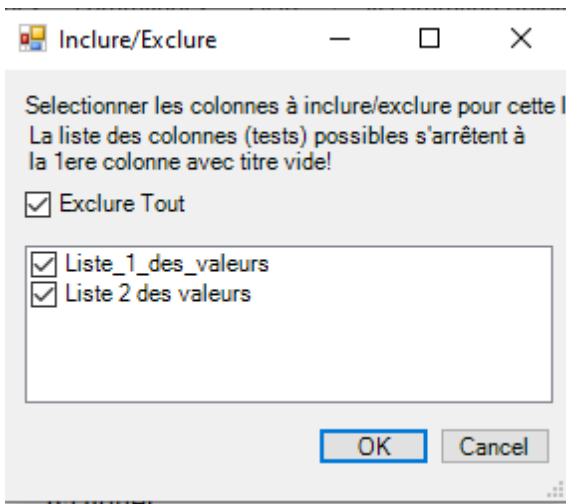 Inclure/Exclure
Selectionner les colonnes à inclure/exclure pour cette
La liste des colonnes (tests) possibles s'arrêtent à
la 1ere colonne avec titre vide!
Exclure Tout
Liste_1_des_valeurs
Liste 2 des valeurs
OK Cancel